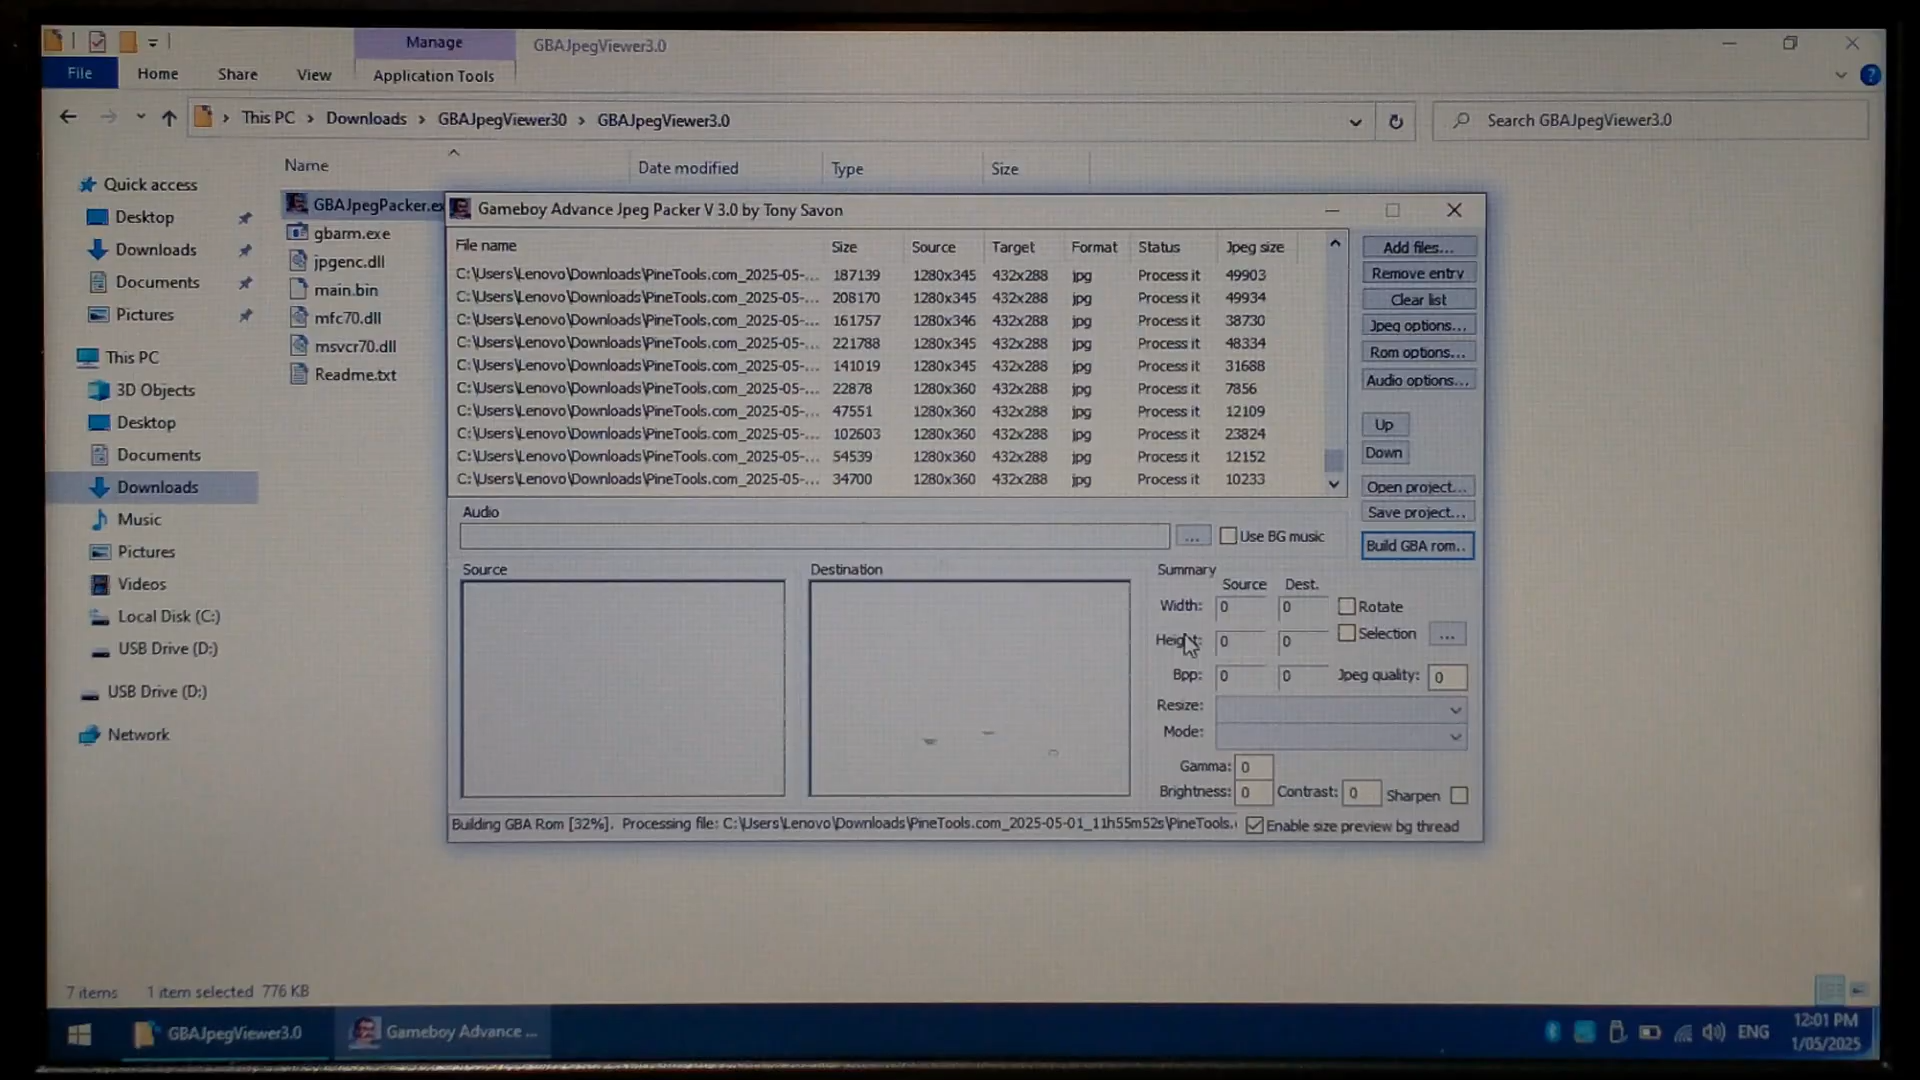 Manage
GBAJpegViewer3.0
File
Home
Share
View
Application Tools
This PC > Downloads > GBAJpegViewer30 > GBAJpegViewer3.0
Search GBAJpegViewer3.0
Name
Date modified
Type
Size
Quick access
Desktop
Downloads
Documents
Pictures
This PC
3D Objects
Desktop
Documents
Downloads
Music
Pictures
Videos
Local Disk (C:)
USB Drive (D:)
USB Drive (D:)
Network
GBAJpegPacker.ex
gbarm.exe
jpgenc.dll
main.bin
mfc70.dll
msvcr70.dll
Readme.txt
Gameboy Advance Jpeg Packer V 3.0 by Tony Savon
File name Size Source Target Format Status Jpeg size
C:\Users\Lenovo\Downloads\PineTools.com_2025-05-... 187139 1280x345 432x288 jpg Process it 49903
C:\Users\Lenovo\Downloads\PineTools.com_2025-05-... 208170 1280x345 432x288 jpg Process it 49934
C:\Users\Lenovo\Downloads\PineTools.com_2025-05-... 161757 1280x346 432x288 jpg Process it 38730
C:\Users\Lenovo\Downloads\PineTools.com_2025-05-... 221788 1280x345 432x288 jpg Process it 48334
C:\Users\Lenovo\Downloads\PineTools.com_2025-05-... 141019 1280x345 432x288 jpg Process it 31688
C:\Users\Lenovo\Downloads\PineTools.com_2025-05-... 22878 1280x360 432x288 jpg Process it 7856
C:\Users\Lenovo\Downloads\PineTools.com_2025-05-... 47551 1280x360 432x288 jpg Process it 12109
C:\Users\Lenovo\Downloads\PineTools.com_2025-05-... 102603 1280x360 432x288 jpg Process it 23824
C:\Users\Lenovo\Downloads\PineTools.com_2025-05-... 54539 1280x360 432x288 jpg Process it 12152
C:\Users\Lenovo\Downloads\PineTools.com_2025-05-... 34700 1280x360 432x288 jpg Process it 10233
Add files...
Remove entry
Clear list
Jpeg options...
Rom options...
Audio options...
Up
Down
Open project...
Save project...
Build GBA rom..
Audio
...
Use BG music
Source
Destination
Summary
Source Dest.
Width: 0 0 Rotate
Height: 0 0 Selection ...
Bpp: 0 0 Jpeg quality: 0
Resize:
Mode:
Gamma: 0
Brightness: 0 Contrast: 0 Sharpen
Building GBA Rom [32%]. Processing file: C:\Users\Lenovo\Downloads\PineTools.com_2025-05-01_11h55m52s\PineTools.
Enable size preview bg thread
7 items 1 item selected 776 KB
GBAJpegViewer3.0
Gameboy Advance ...
ENG
12:01 PM
1/05/2025